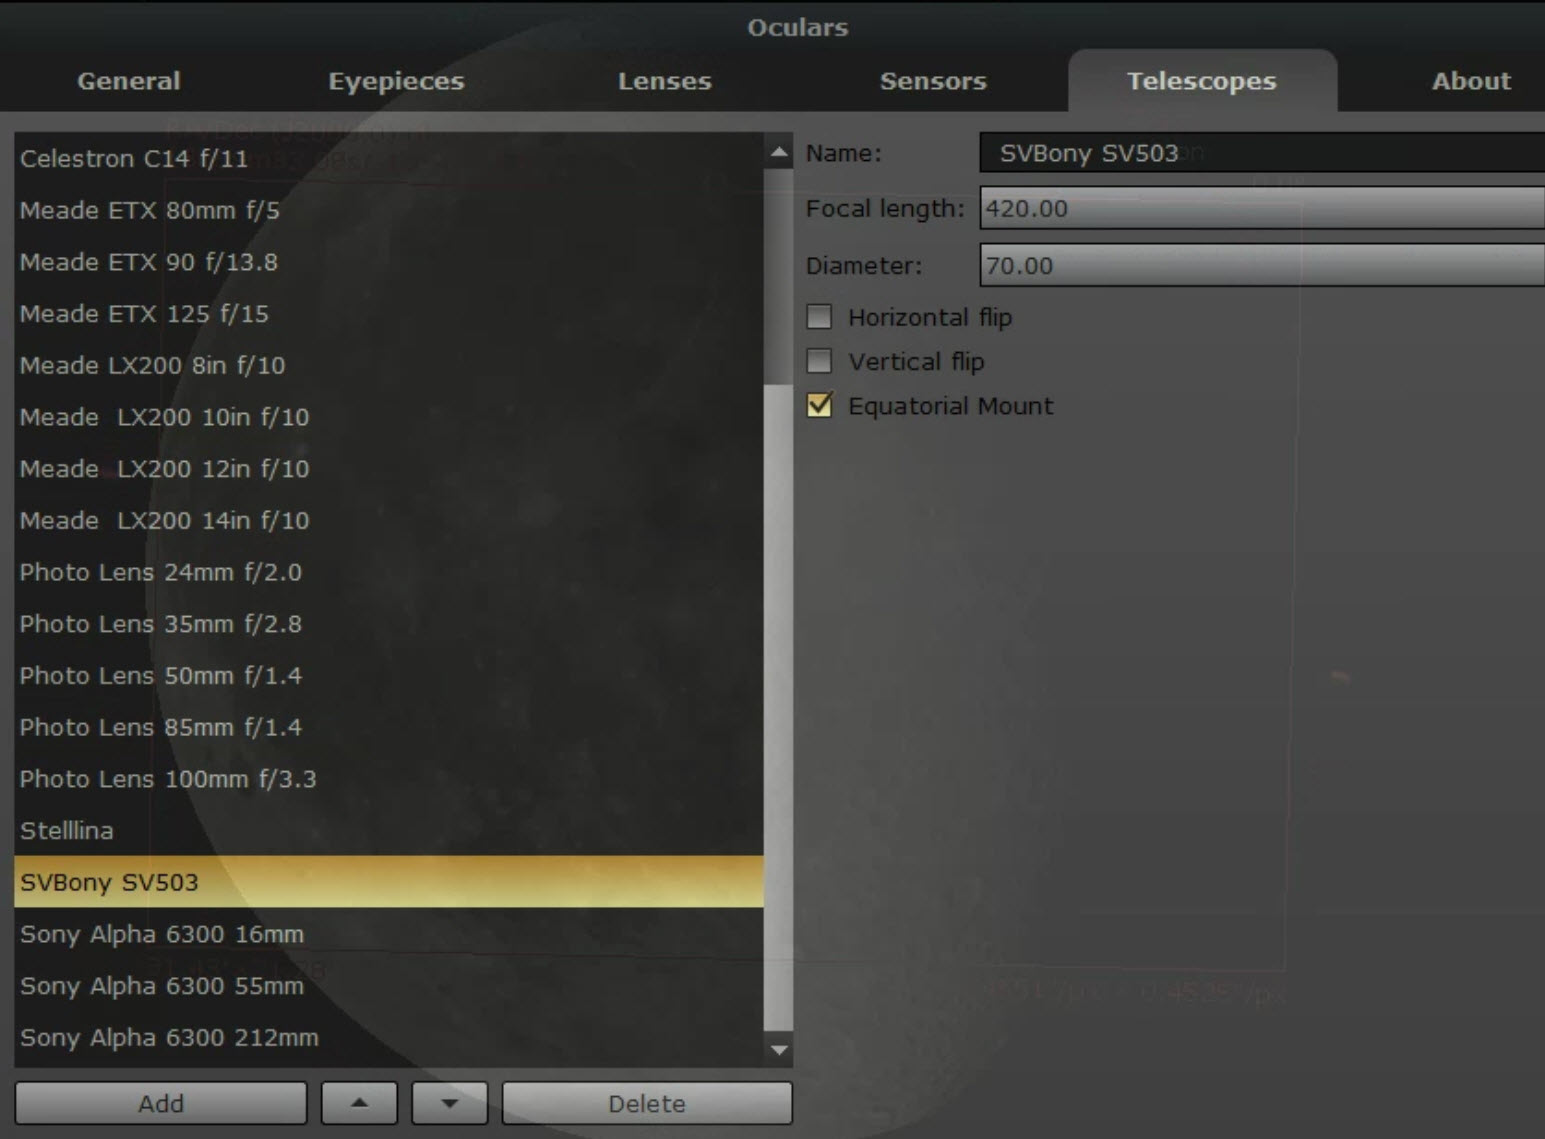 Oculars
General Eyepieces Lenses Sensors Telescopes About
Celestron C14 f/11
Meade ETX 80mm f/5
Meade ETX 90 f/13.8
Meade ETX 125 f/15
Meade LX200 8in f/10
Meade LX200 10in f/10
Meade LX200 12in f/10
Meade LX200 14in f/10
Photo Lens 24mm f/2.0
Photo Lens 35mm f/2.8
Photo Lens 50mm f/1.4
Photo Lens 85mm f/1.4
Photo Lens 100mm f/3.3
Stelllina
SVBony SV503
Sony Alpha 6300 16mm
Sony Alpha 6300 55mm
Sony Alpha 6300 212mm
Add
Delete
Name: SVBony SV503
Focal length: 420.00
Diameter: 70.00
Horizontal flip
Vertical flip
Equatorial Mount
0.4525"/px